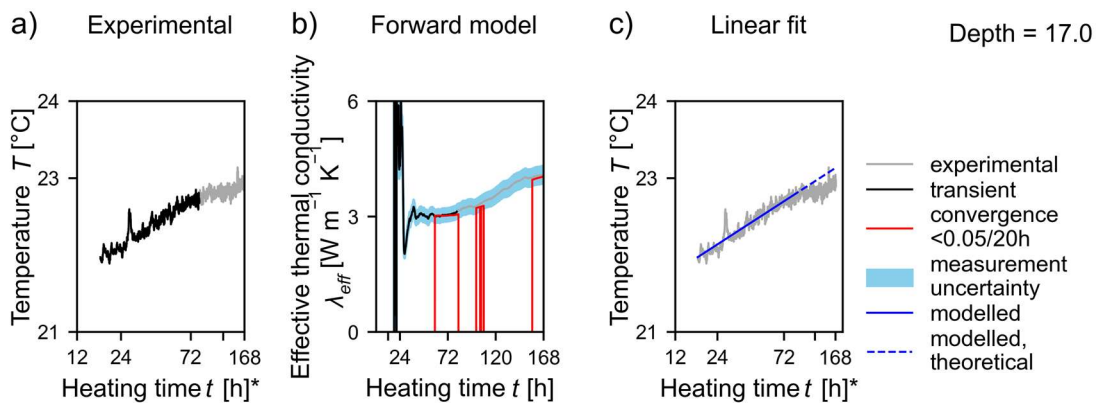 a) Experimental
b) Forward model
c) Linear fit
Depth = 17.0
Temperature T [°C]
24
23
21
12 24 72 168
Heating time t [h]*
Effective thermal conductivity
λeff [W m⁻¹ K⁻¹]
6
3
0
24 72 120 168
Heating time t [h]
Temperature T [°C]
24
23
21
12 24 72 168
Heating time t [h]*
experimental
transient
convergence
<0.05/20h
measurement
uncertainty
modelled
modelled,
theoretical